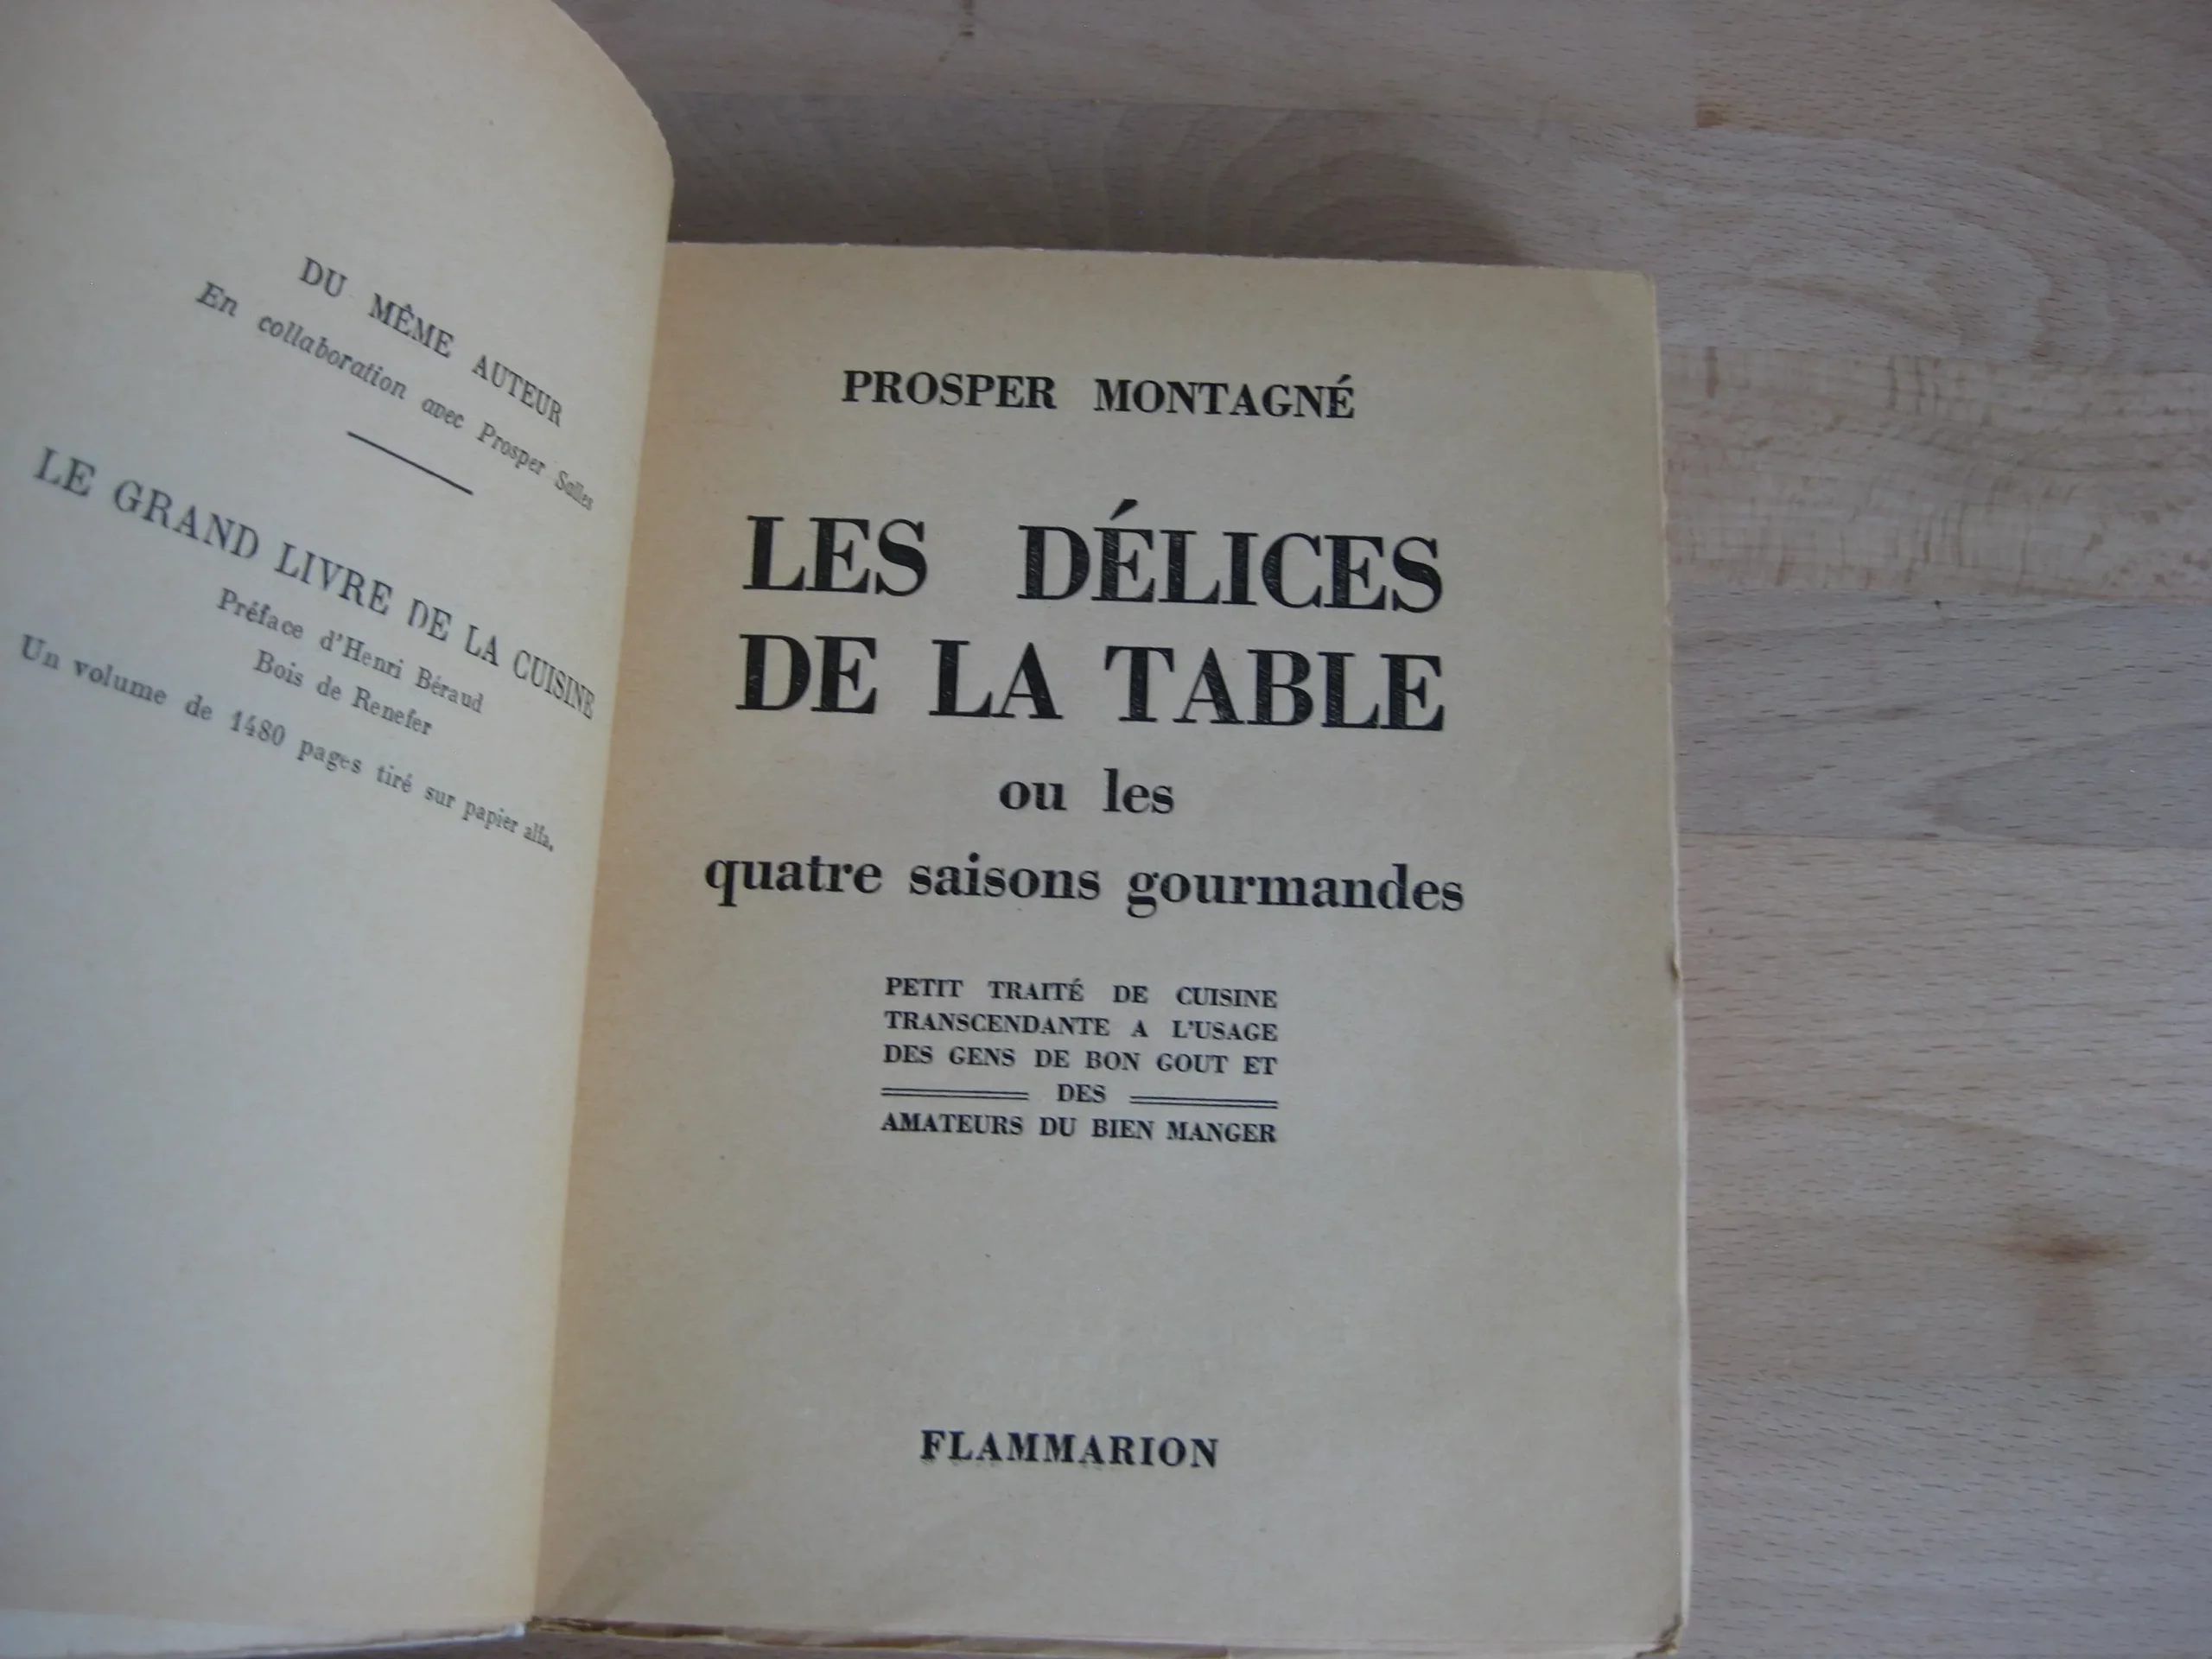 DU MÊME AUTEUR
En collaboration avec Prosper Salles
LE GRAND LIVRE DE LA CUISINE
Préface d'Henri Béraud
Bois de Renefer
Un volume de 1480 pages tiré sur papier alfa.
PROSPER MONTAGNÉ
LES DÉLICES
DE LA TABLE
ou les
quatre saisons gourmandes
PETIT TRAITÉ DE CUISINE
TRANSCENDANTE A L'USAGE
DES GENS DE BON GOUT ET
DES
AMATEURS DU BIEN MANGER
FLAMMARION